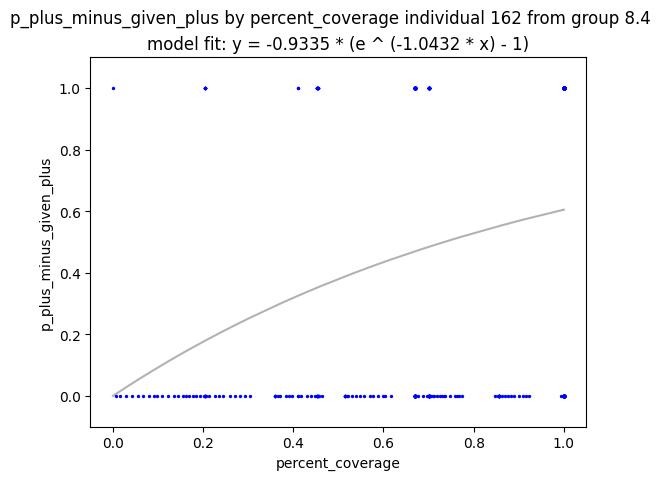 p_plus_minus_given_plus by percent_coverage individual 162 from group 8.4
model fit: y = -0.9335 * (e ^ (-1.0432 * x) - 1)
1.0
0.8
0.6
0.4
0.2
0.0
p_plus_minus_given_plus
0.0 0.2 0.4 0.6 0.8 1.0
percent_coverage